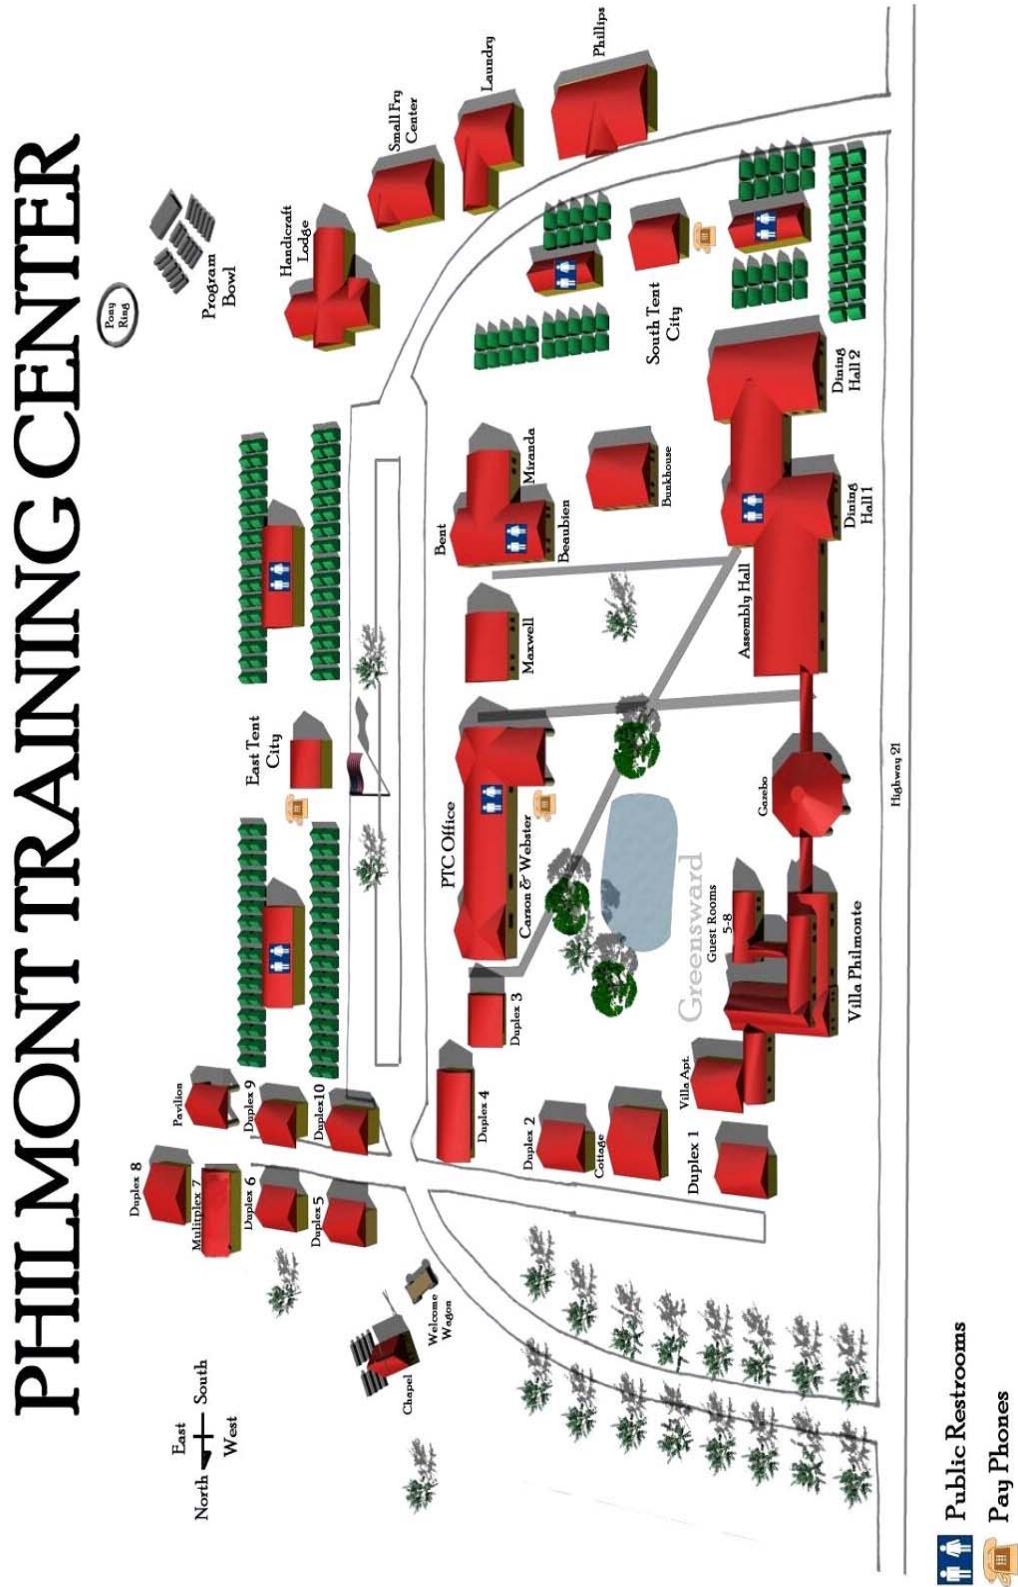 PHILMONT TRAINING CENTER
Pony
Ring
Program
Bowl
Handicraft
Lodge
Small Fry
Center
Laundry
Phillips
East
North
South
West
Duplex 8
Mulitplex 7
Duplex 6
Duplex 5
Pavilion
Duplex 9
Duplex10
East Tent
City
Chapel
Welcome
Wagon
Duplex 4
Duplex 3
PTC Office
Carson & Webster
Maxwell
Bent
Miranda
Beaubien
Bunkhouse
South Tent
City
Duplex 2
Cottage
Duplex 1
Villa Apt.
Greensward
Guest Rooms
5-8
Villa Philmonte
Gazebo
Assembly Hall
Dining
Hall 1
Dining
Hall 2
Highway 21
Public Restrooms
Pay Phones